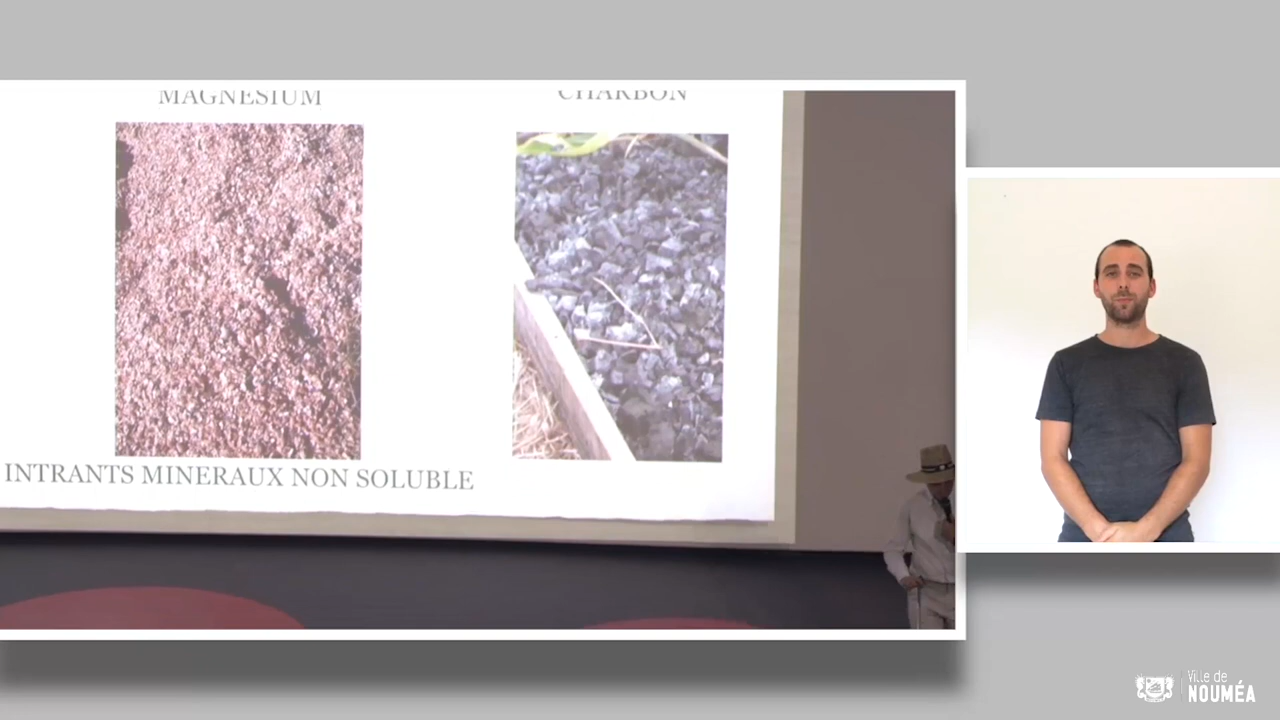 MAGNESIUM
CHARBON
INTRANTS MINERAUX NON SOLUBLE
Ville de
NOUMÉA